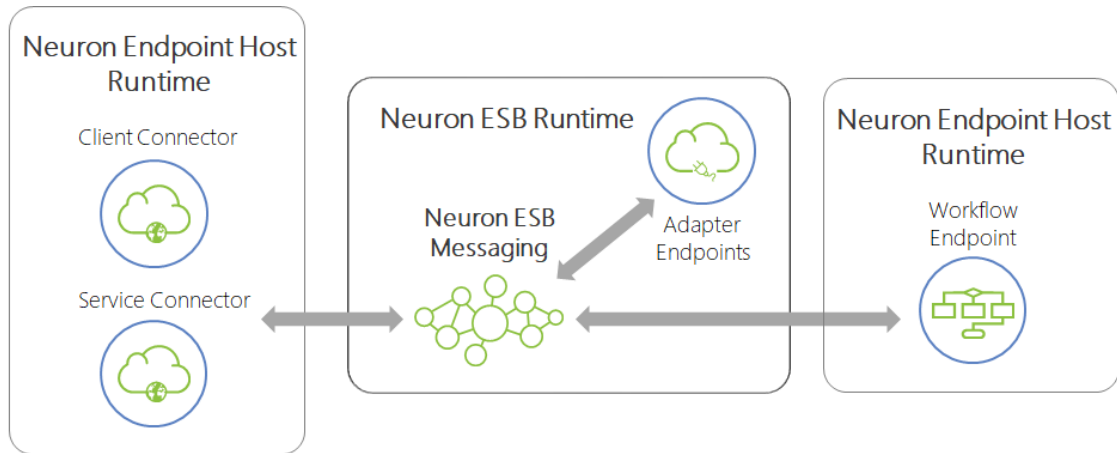 Neuron Endpoint Host
Runtime
Client Connector
Service Connector
Neuron ESB Runtime
Neuron ESB
Messaging
Adapter
Endpoints
Neuron Endpoint Host
Runtime
Workflow
Endpoint